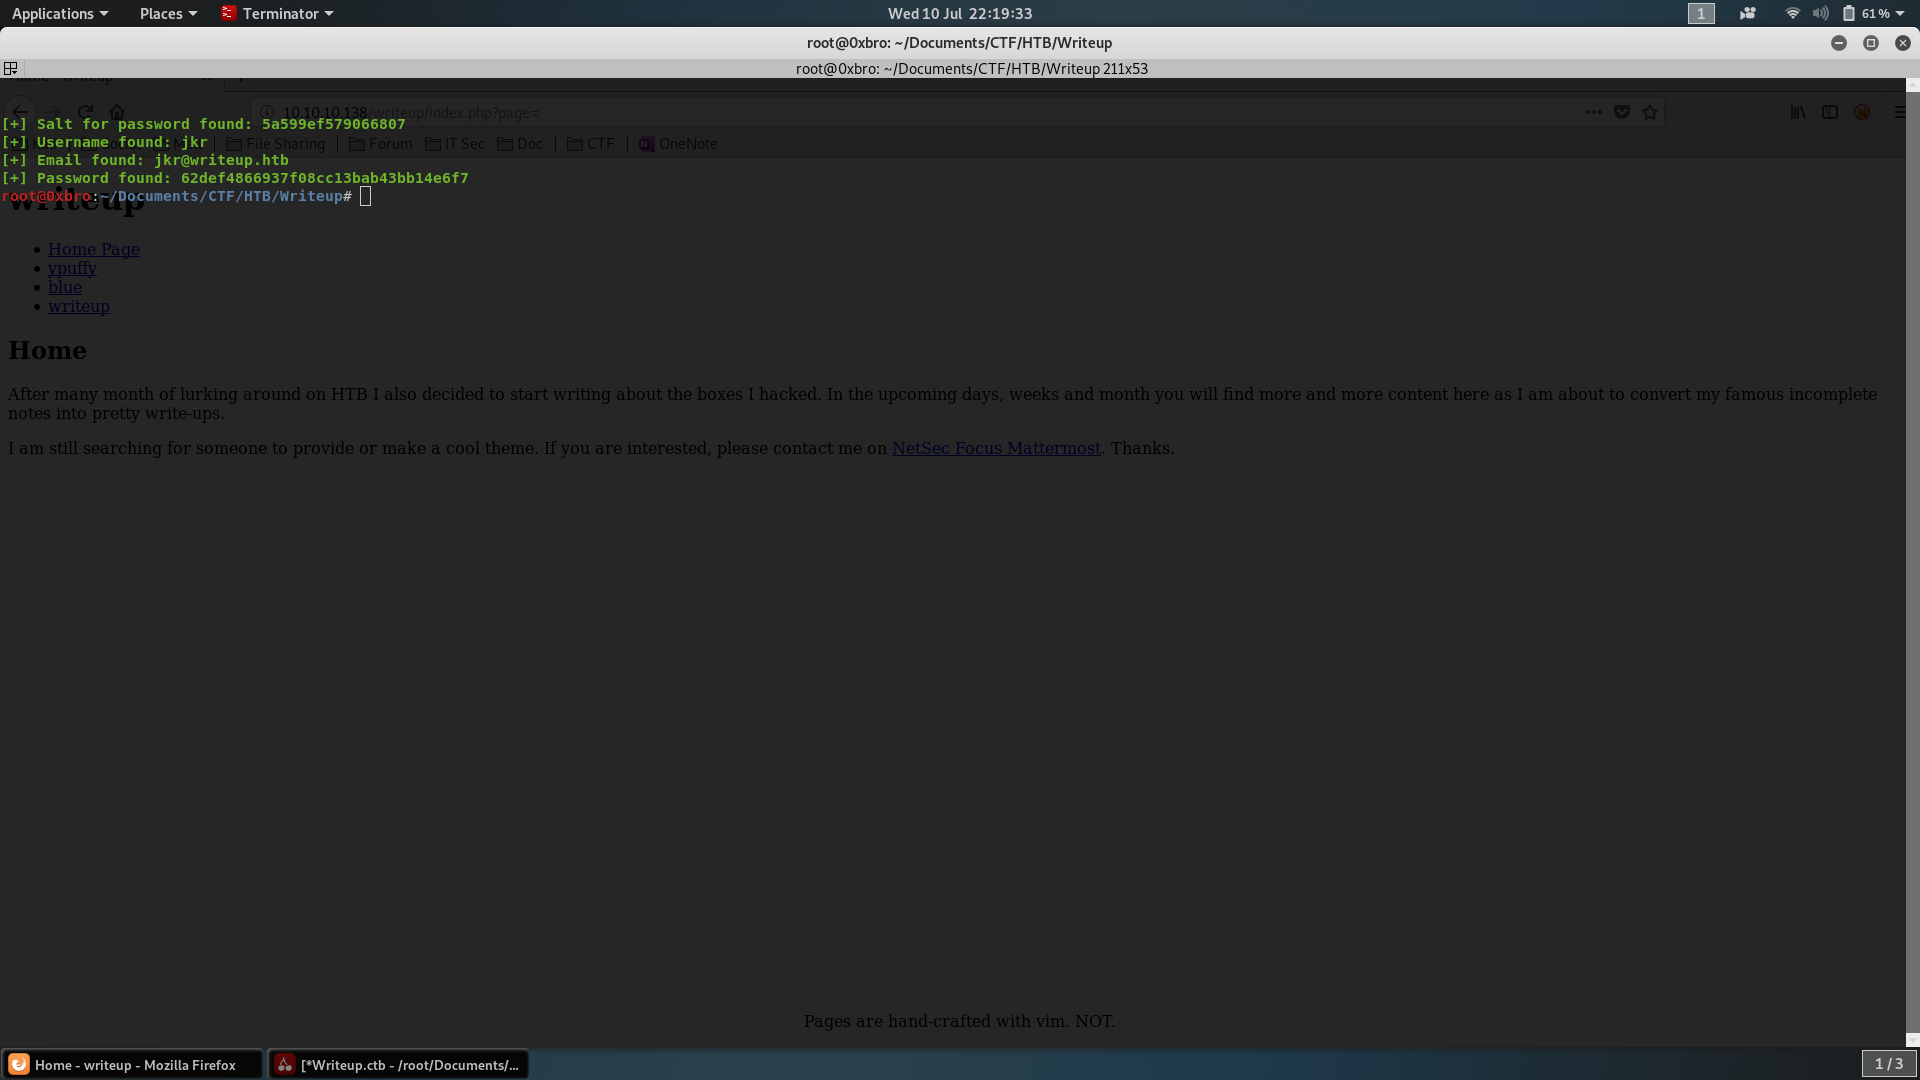 Applications Places Terminator Wed 10 Jul 22:19:33 1 61%
root@0xbro: ~/Documents/CTF/HTB/Writeup
root@0xbro: ~/Documents/CTF/HTB/Writeup 211x53
10.10.10.138/writeup/index.php?page=
[+] Salt for password found: 5a599ef579066807
[+] Username found: jkr
File Sharing Forum IT Sec Doc CTF OneNote
[+] Email found: jkr@writeup.htb
[+] Password found: 62def4866937f08cc13bab43bb14e6f7
root@0xbro:~/Documents/CTF/HTB/Writeup#
writeup
Home Page
ypuffy
blue
writeup
Home
After many month of lurking around on HTB I also decided to start writing about the boxes I hacked. In the upcoming days, weeks and month you will find more and more content here as I am about to convert my famous incomplete
notes into pretty write-ups.
I am still searching for someone to provide or make a cool theme. If you are interested, please contact me on NetSec Focus Mattermost. Thanks.
Pages are hand-crafted with vim. NOT.
Home - writeup - Mozilla Firefox [*Writeup.ctb - /root/Documents/... 1 / 3